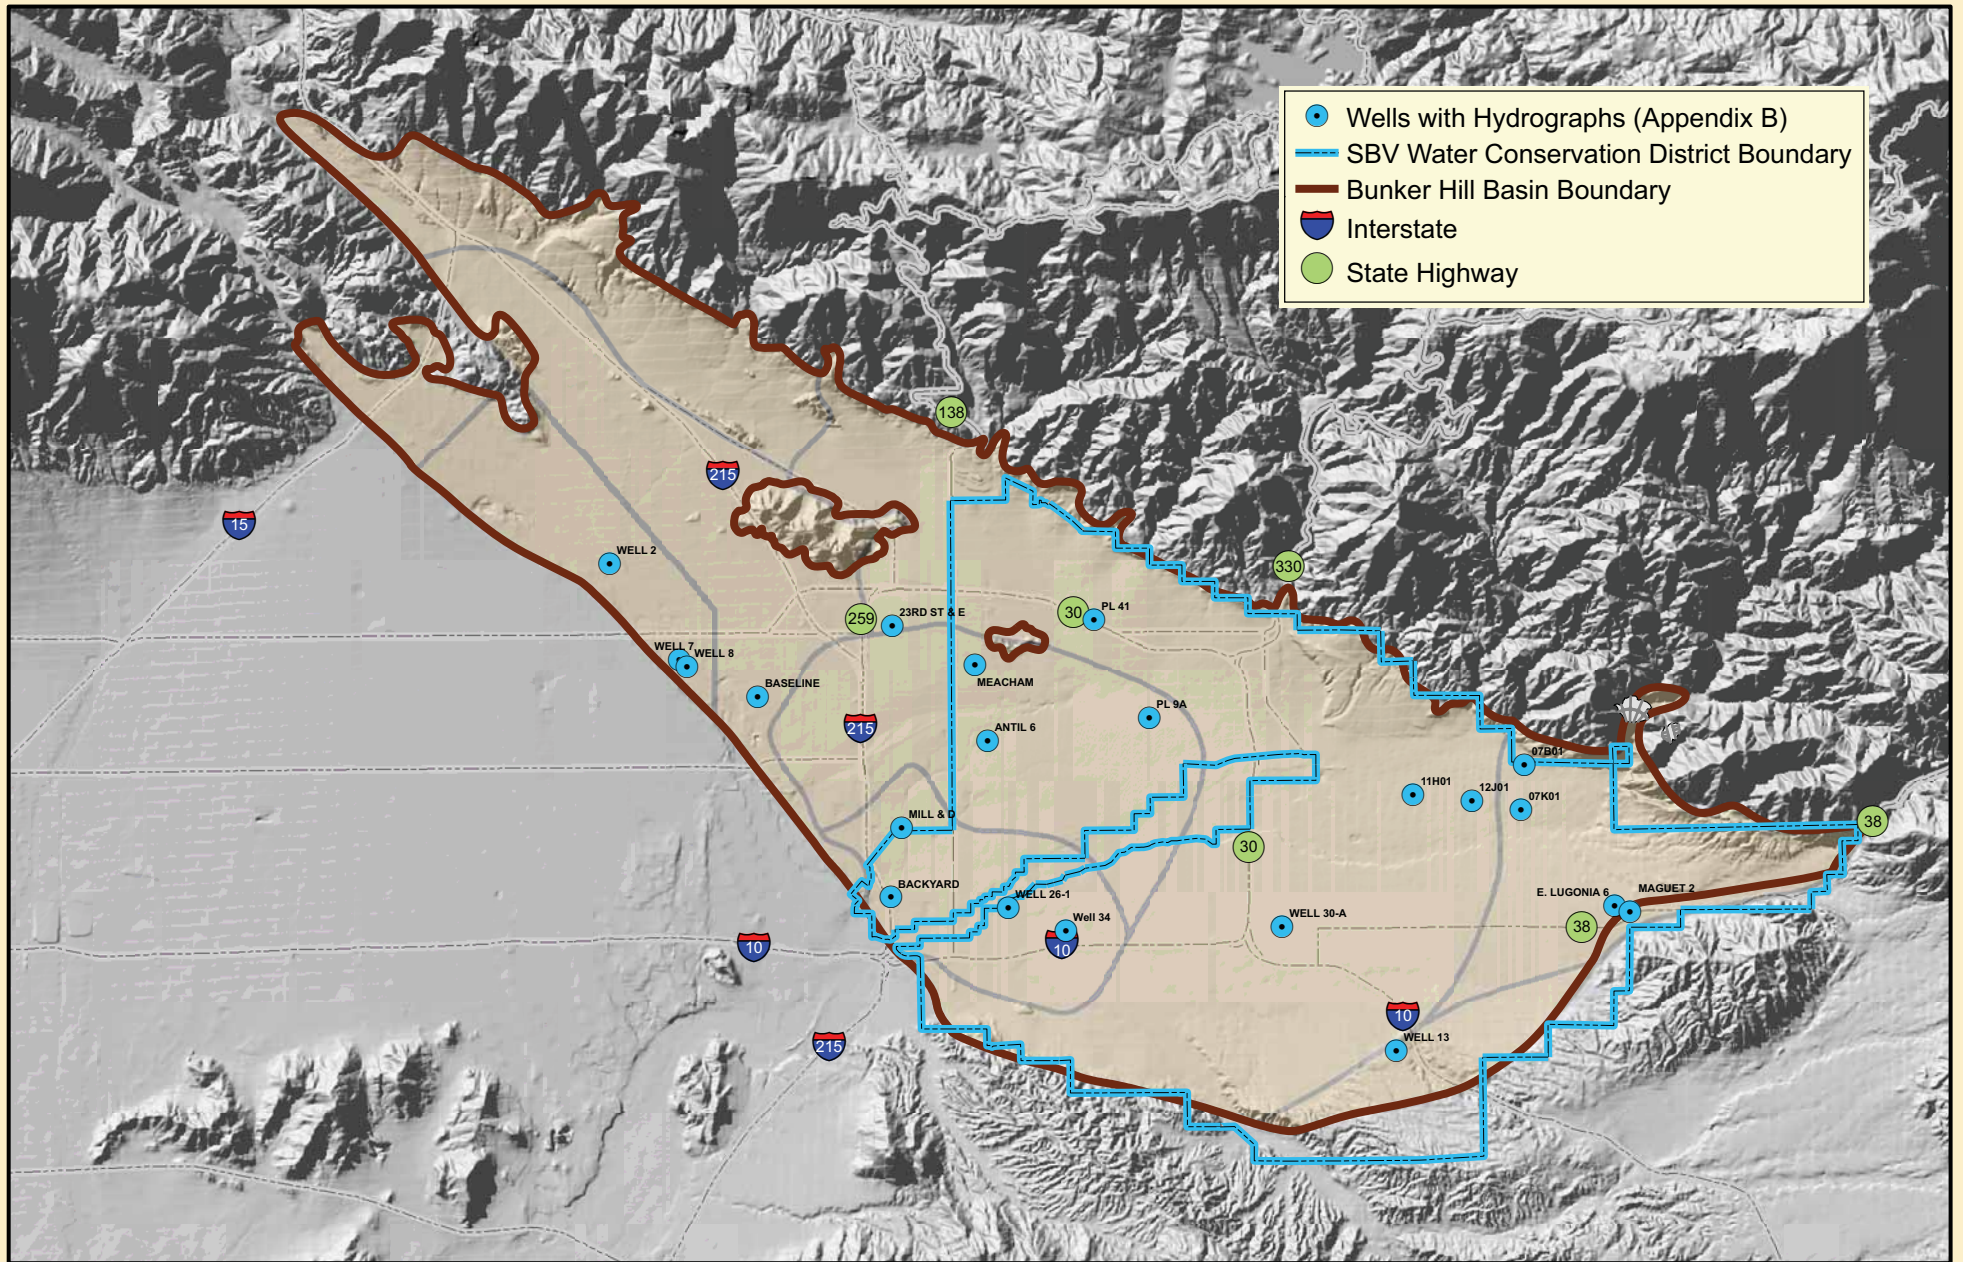 Wells with Hydrographs (Appendix B)
SBV Water Conservation District Boundary
Bunker Hill Basin Boundary
Interstate
State Highway
138
215
15
330
WELL 2
259
23RD ST & E
30
PL 41
WELL 7
WELL 8
MEACHAM
BASELINE
PL 9A
215
ANTIL 6
07B01
11H01
12J01
07K01
MILL & D
38
30
BACKYARD
WELL 26-1
E. LUGONIA 6
MAGUET 2
Well 34
WELL 30-A
38
10
10
10
WELL 13
215